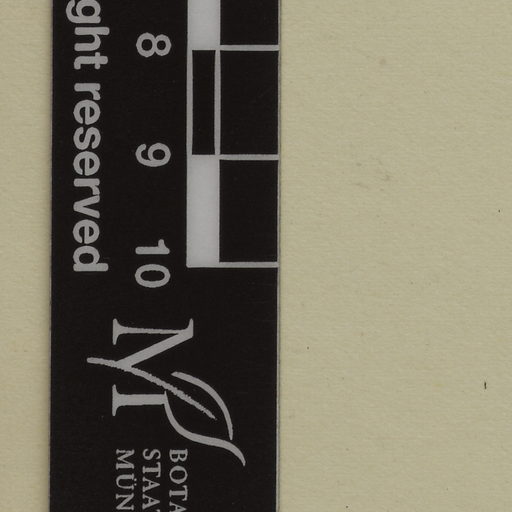 ght reserved
8
9
10
M
BOTA
STAA
MÜN